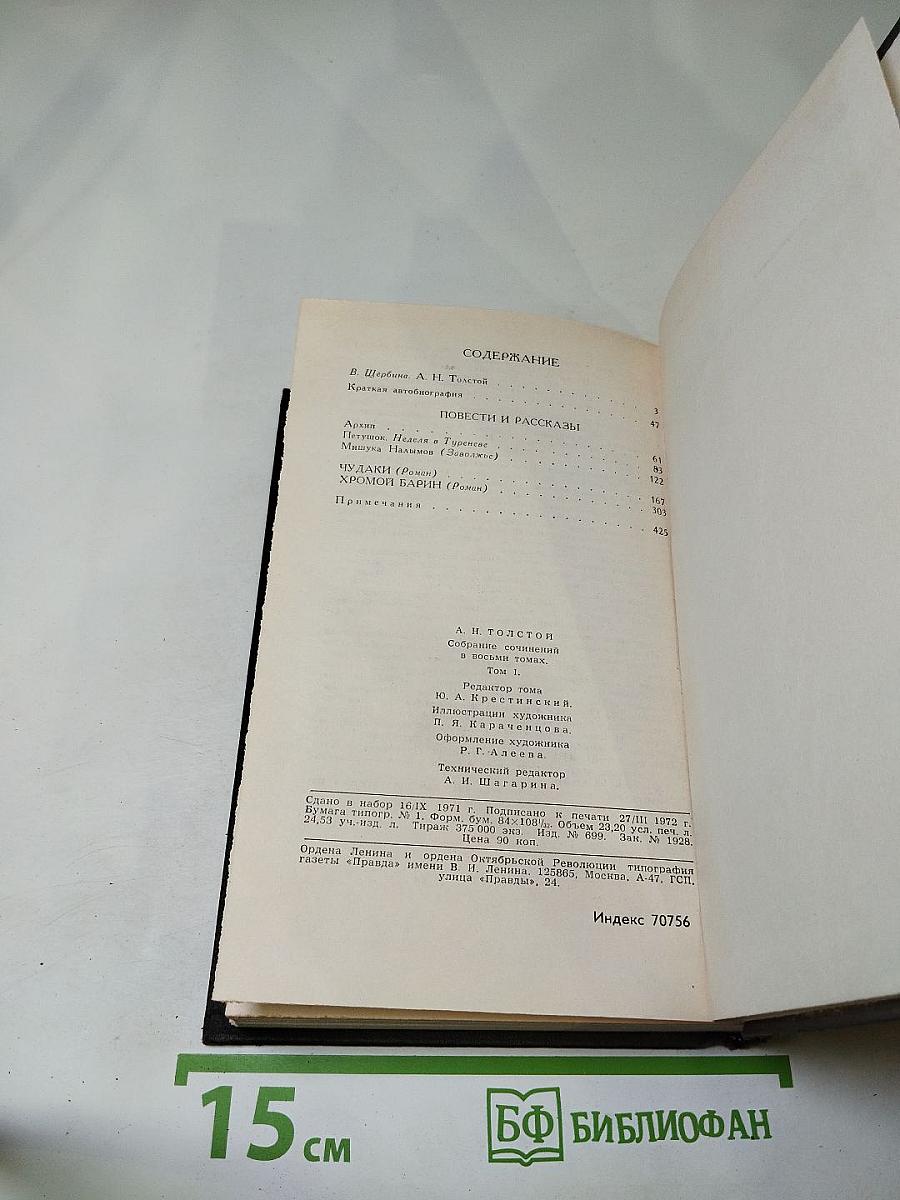 СОДЕРЖАНИЕ
В. Щербина. А. Н. Толстой . . . . . . . . . . 3
Краткая автобиография . . . . . . . . . . 47
ПОВЕСТИ И РАССКАЗЫ
Архип . . . . . . . . . . 61
Петушок. Неделя в Туреневе . . . . . . . . . . 83
Мишука Налымов (Заволжье) . . . . . . . . . . 122
ЧУДАКИ (Роман) . . . . . . . . . . 167
ХРОМОЙ БАРИН (Роман) . . . . . . . . . . 303
Примечания . . . . . . . . . . 425
А. Н. ТОЛСТОЙ
Собрание сочинений
в восьми томах.
Том I.
Редактор тома
Ю. А. Крестинский.
Иллюстрации художника
П. Я. Караченцова.
Оформление художника
Р. Г. Алеева.
Технический редактор
А. И. Шагарина.
Сдано в набор 16/IX 1971 г. Подписано к печати 27/III 1972 г.
Бумага типогр. № 1. Форм. бум. 84×108 1/32. Объем 23,20 усл. печ. л.
24,53 уч.-изд. л. Тираж 375 000 экз. Изд. № 699. Зак. № 1928.
Цена 90 коп.
Ордена Ленина и ордена Октябрьской Революции типография
газеты «Правда» имени В. И. Ленина, 125865, Москва, А-47, ГСП,
улица «Правды», 24.
Индекс 70756
15 см
БФ БИБЛИОФАН